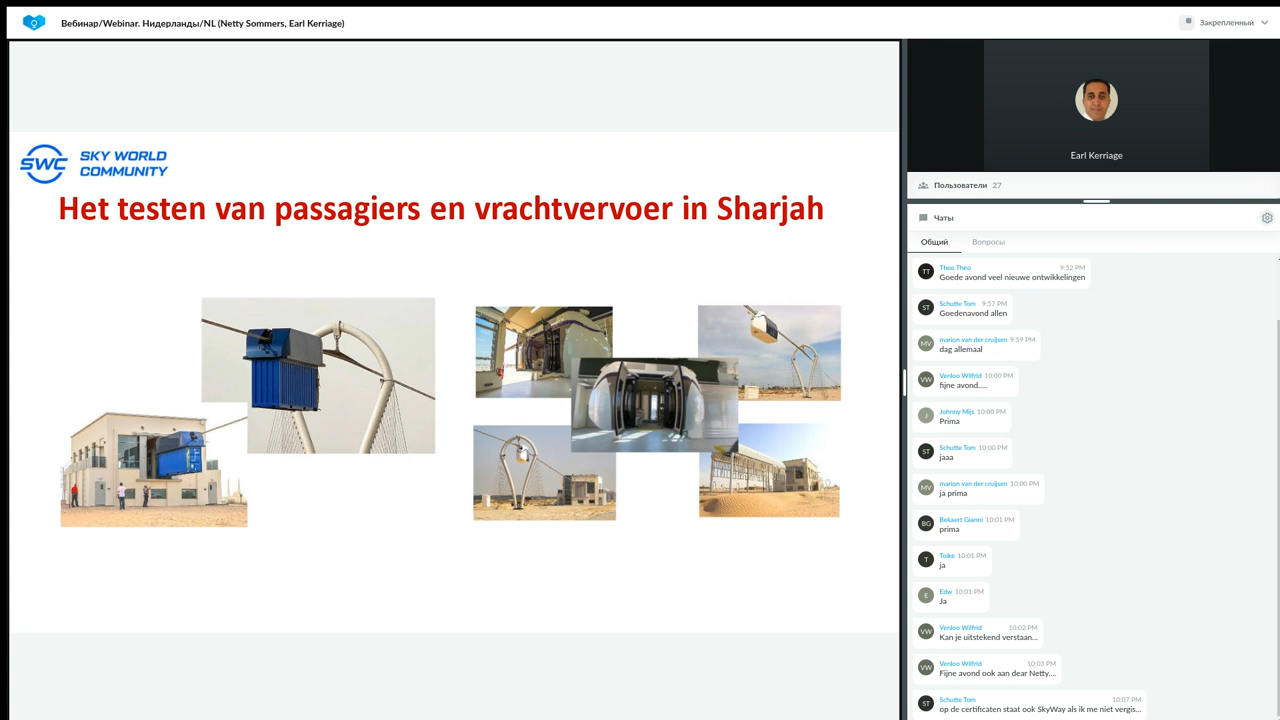 Вебинар/Webinar. Нидерланды/NL (Netty Sommers, Earl Kerriage)
Закрепленный
SWC SKY WORLD
COMMUNITY
Het testen van passagiers en vrachtvervoer in Sharjah
Earl Kerriage
Пользователи 27
Чаты
Общий Вопросы
TT Theo Theo 9:52 PM
Goede avond veel nieuwe ontwikkelingen
ST Schutte Tom 9:57 PM
Goedenavond allen
MV marion van der cruijsen 9:59 PM
dag allemaal
VW Venloo Wilfrid 10:00 PM
fijne avond.....
J Johnny Mijs 10:00 PM
Prima
ST Schutte Tom 10:00 PM
jaaa
MV marion van der cruijsen 10:00 PM
ja prima
BG Bekaert Gianni 10:01 PM
prima
T Toike 10:01 PM
ja
E Edw 10:01 PM
Ja
VW Venloo Wilfrid 10:02 PM
Kan je uitstekend verstaan...
VW Venloo Wilfrid 10:03 PM
Fijne avond ook aan dear Netty....
ST Schutte Tom 10:07 PM
op de certificaten staat ook SkyWay als ik me niet vergis...